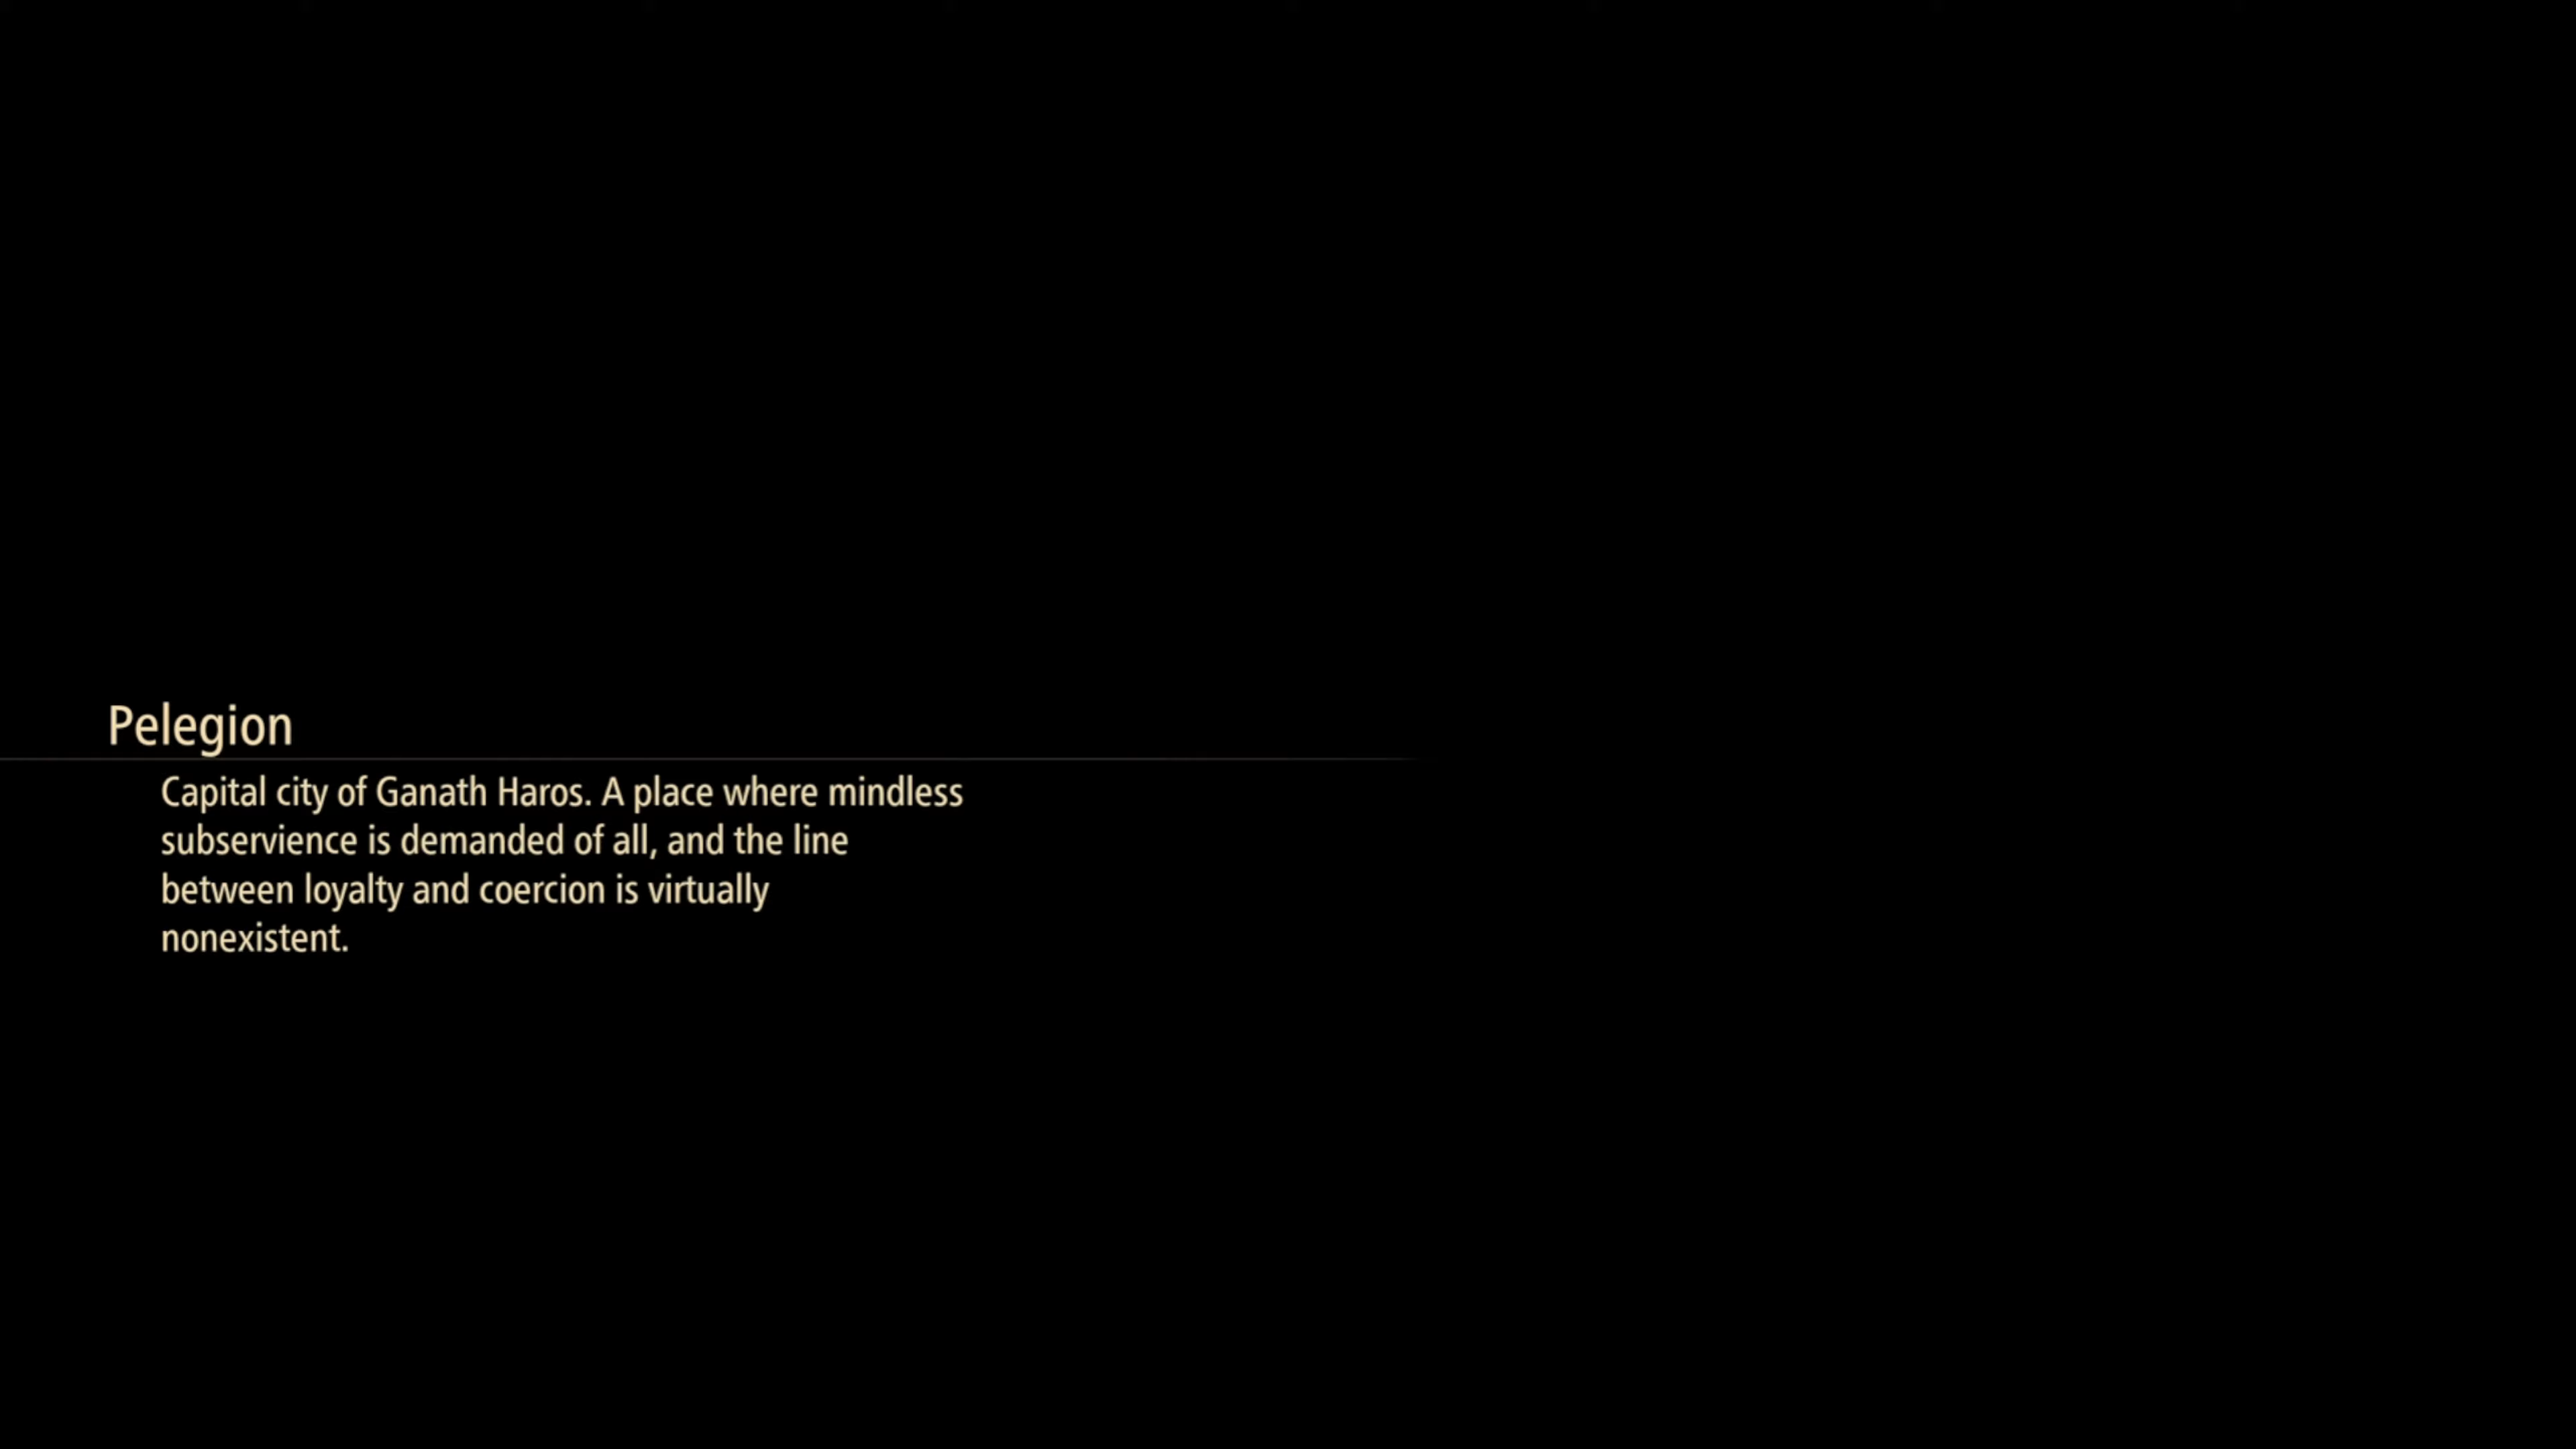 Pelegion
Capital city of Ganath Haros. A place where mindless
subservience is demanded of all, and the line
between loyalty and coercion is virtually
nonexistent.